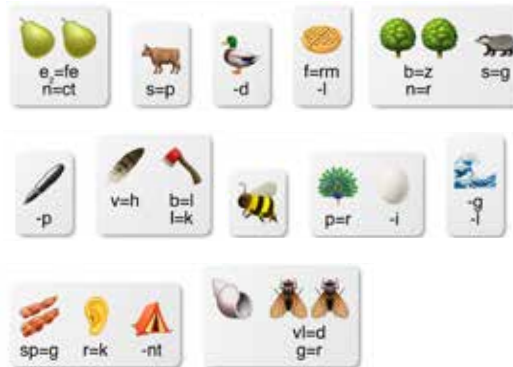 e₂=fe
n=ct
s=p
-d
f=rm
-l
b=z
n=r
s=g
-p
v=h
b=l
l=k
p=r
-i
-g
-l
sp=g
r=k
-nt
vl=d
g=r